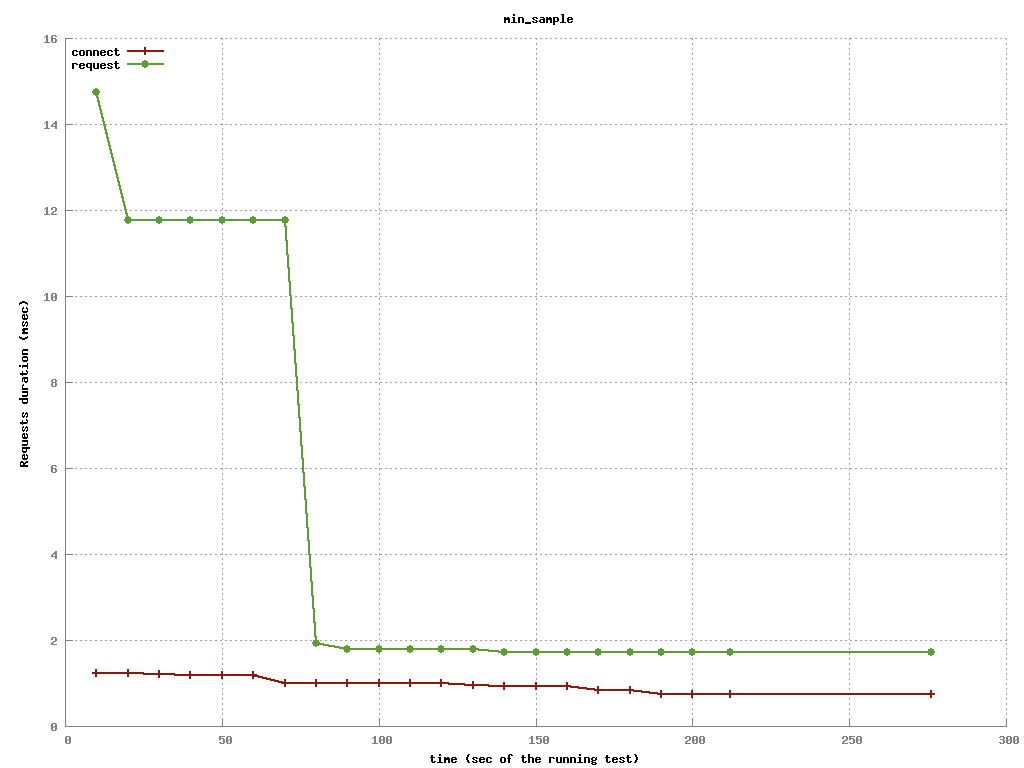 min_sample
16
connect
request
14
12
10
8
6
4
2
0
Requests duration (msec)
0 50 100 150 200 250 300
time (sec of the running test)